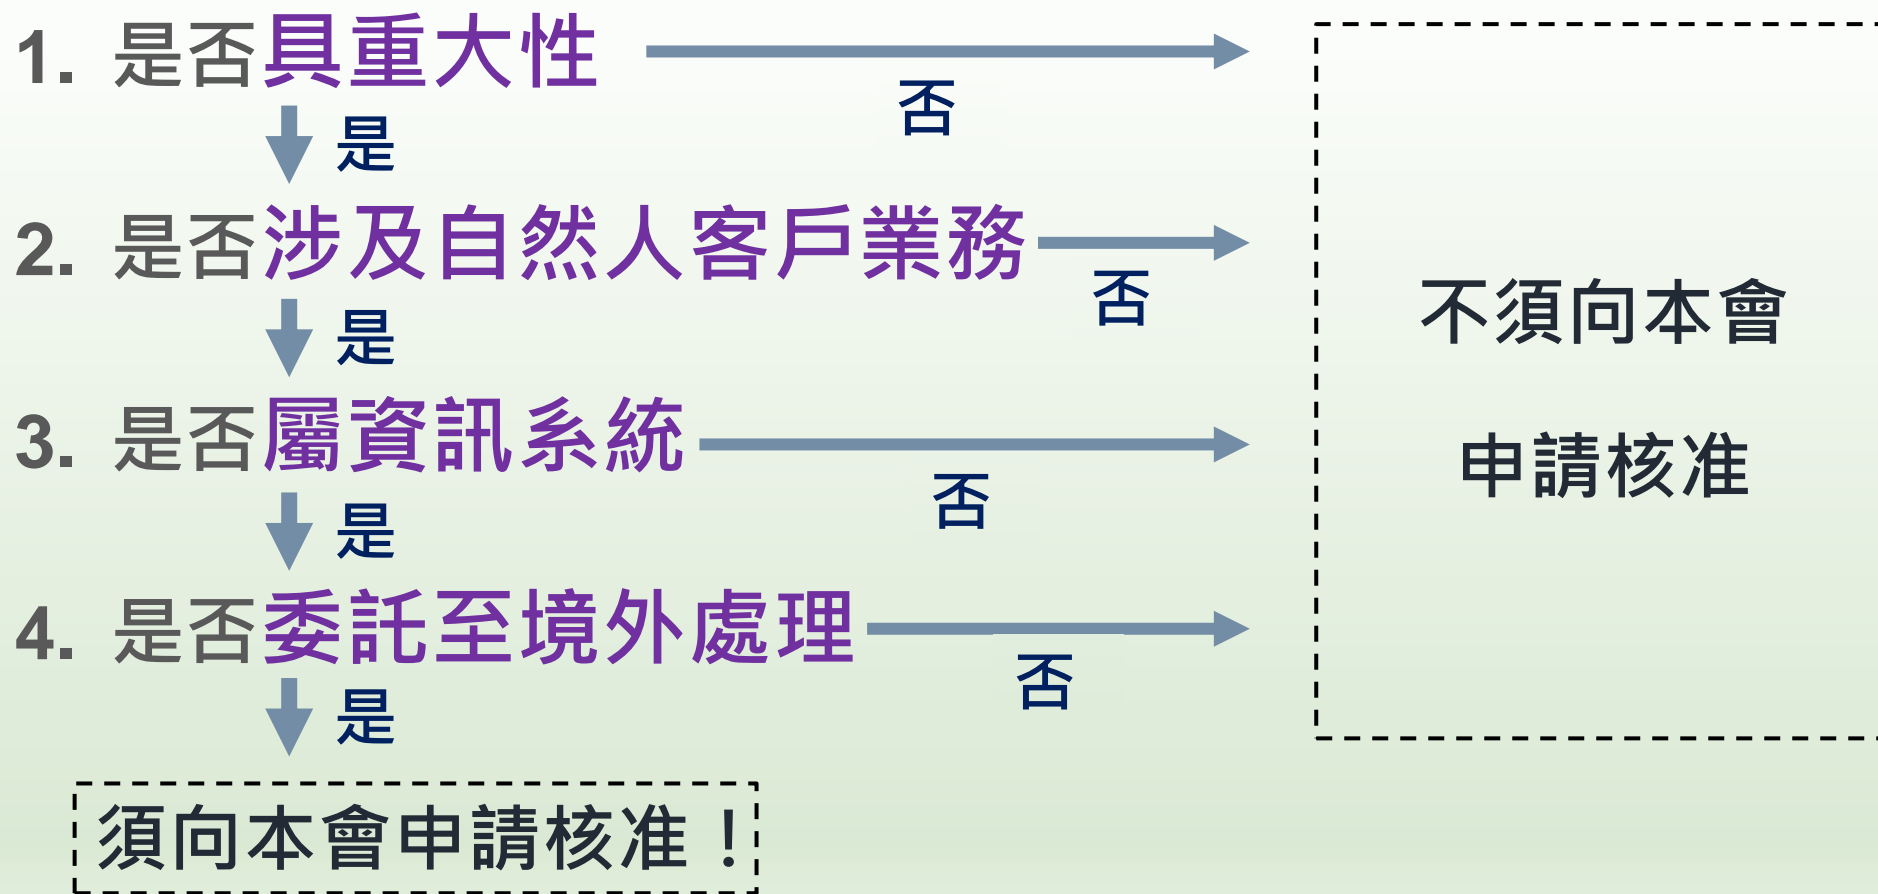 1. 是否具重大性
否
是
2. 是否涉及自然人客戶業務
否
是
3. 是否屬資訊系統
否
是
4. 是否委託至境外處理
否
是
不須向本會
申請核准
須向本會申請核准！